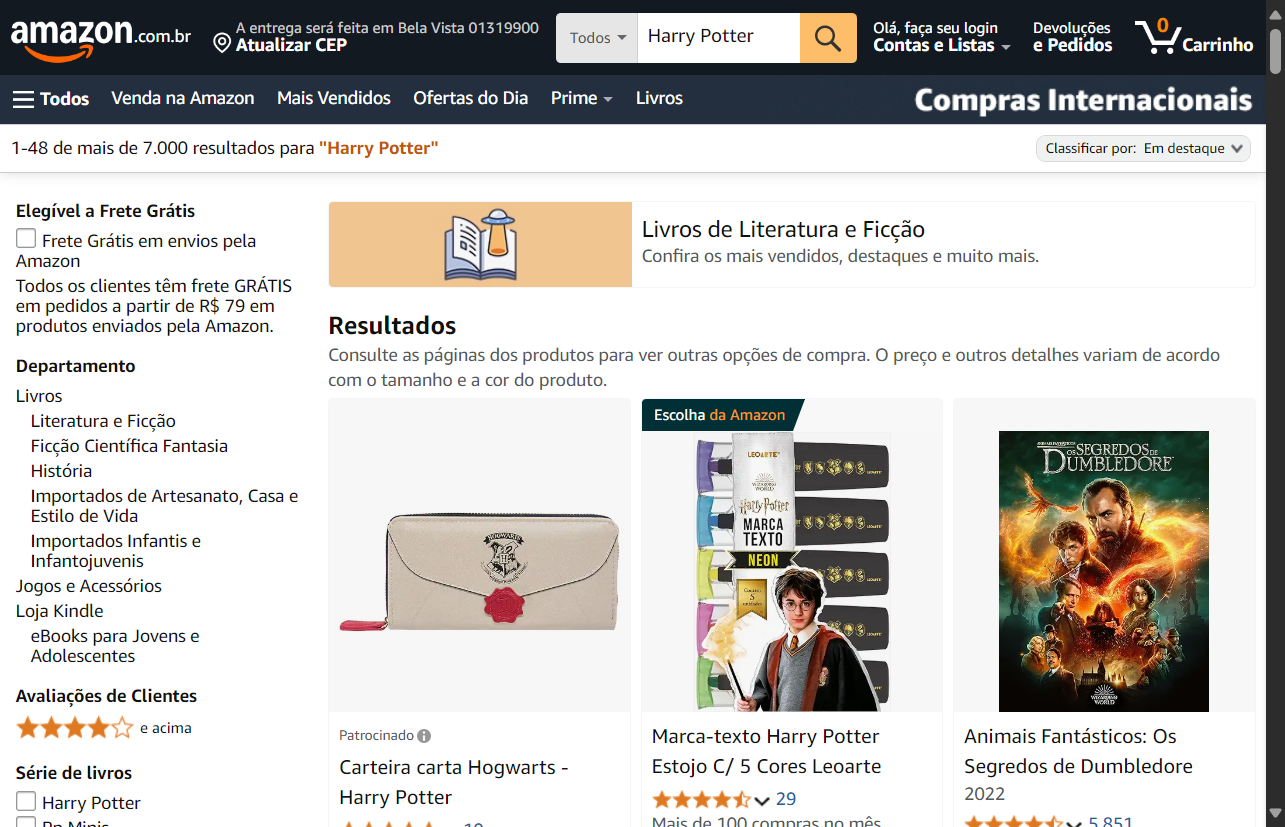 amazon.com.br
A entrega será feita em Bela Vista 01319900
Atualizar CEP
Todos
Harry Potter
Olá, faça seu login
Contas e Listas
Devoluções
e Pedidos
0
Carrinho
Todos
Venda na Amazon
Mais Vendidos
Ofertas do Dia
Prime
Livros
Compras Internacionais
1-48 de mais de 7.000 resultados para "Harry Potter"
Classificar por: Em destaque
Elegível a Frete Grátis
Frete Grátis em envios pela
Amazon
Todos os clientes têm frete GRÁTIS
em pedidos a partir de R$ 79 em
produtos enviados pela Amazon.
Departamento
Livros
Literatura e Ficção
Ficção Científica Fantasia
História
Importados de Artesanato, Casa e
Estilo de Vida
Importados Infantis e
Infantojuvenis
Jogos e Acessórios
Loja Kindle
eBooks para Jovens e
Adolescentes
Avaliações de Clientes
e acima
Série de livros
Harry Potter
Livros de Literatura e Ficção
Confira os mais vendidos, destaques e muito mais.
Resultados
Consulte as páginas dos produtos para ver outras opções de compra. O preço e outros detalhes variam de acordo
com o tamanho e a cor do produto.
HOGWARTS
Patrocinado
Carteira carta Hogwarts -
Harry Potter
Escolha da Amazon
LEOARTE
WIZARDING
WORLD
Harry Potter
MARCA
TEXTO
NEON
Marca-texto Harry Potter
Estojo C/ 5 Cores Leoarte
29
Mais de 100 compras no mês
ANIMAIS FANTÁSTICOS:
OS SEGREDOS DE
DUMBLEDORE
WIZARDING
WORLD
Animais Fantásticos: Os
Segredos de Dumbledore
2022
5.851